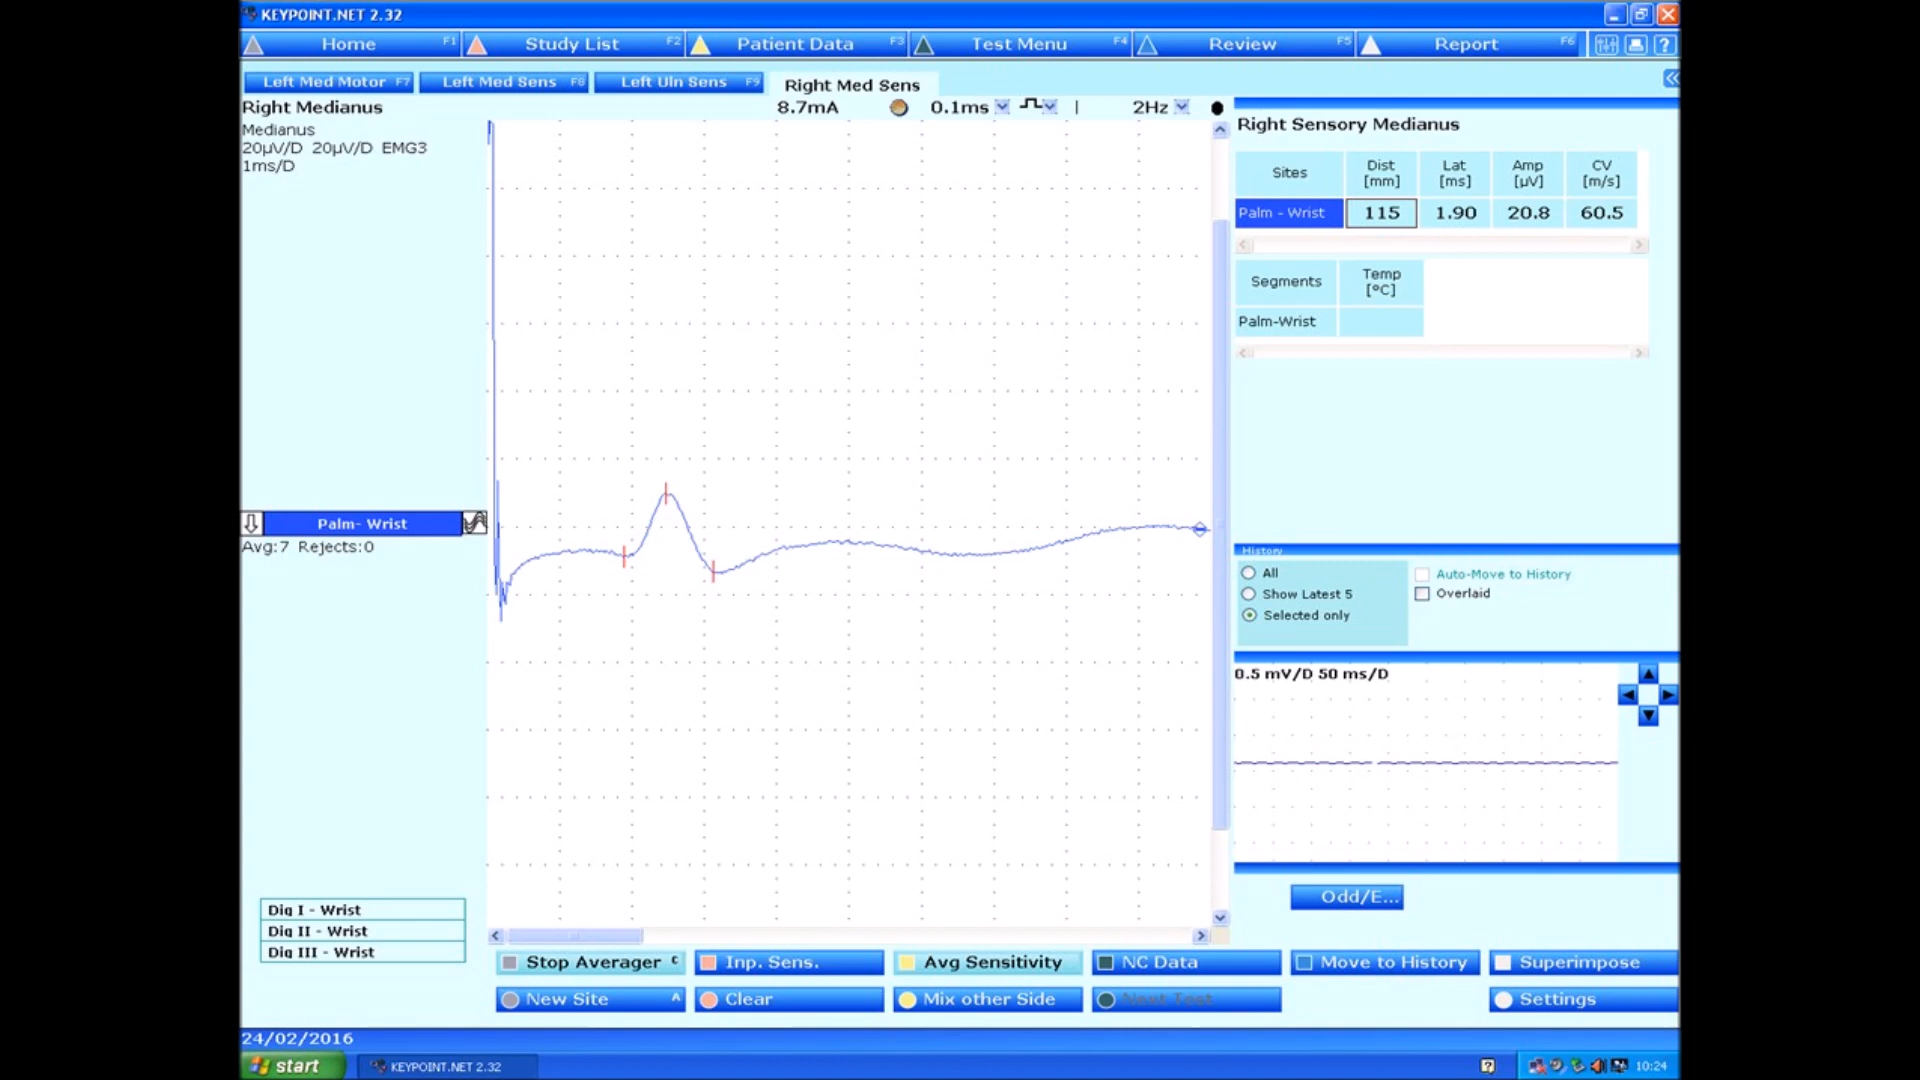 KEYPOINT.NET 2.32
Home F1 Study List F2 Patient Data F3 Test Menu F4 Review F5 Report F6
Left Med Motor F7 Left Med Sens F8 Left Uln Sens F9 Right Med Sens
Right Medianus 8.7mA 0.1ms 2Hz
Medianus
20µV/D 20µV/D EMG3
1ms/D
Palm- Wrist
Avg:7 Rejects:0
Dig I - Wrist
Dig II - Wrist
Dig III - Wrist
Right Sensory Medianus
Sites Dist [mm] Lat [ms] Amp [µV] CV [m/s]
Palm - Wrist 115 1.90 20.8 60.5
Segments Temp [ºC]
Palm-Wrist
History
All Auto-Move to History
Show Latest 5 Overlaid
Selected only
0.5 mV/D 50 ms/D
Odd/E...
Stop Averager C Inp. Sens. Avg Sensitivity NC Data Move to History Superimpose
New Site A Clear Mix other Side Next Test Settings
24/02/2016
start KEYPOINT.NET 2.32 10:24